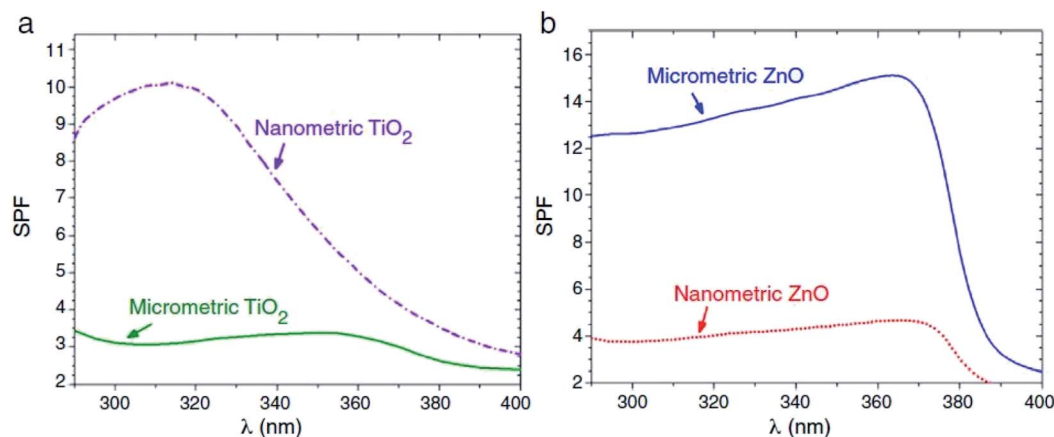 a
SPF
11
10
9
8
7
6
5
4
3
2
Nanometric TiO₂
Micrometric TiO₂
300 320 340 360 380 400
λ (nm)
b
SPF
16
14
12
10
8
6
4
2
Micrometric ZnO
Nanometric ZnO
300 320 340 360 380 400
λ (nm)